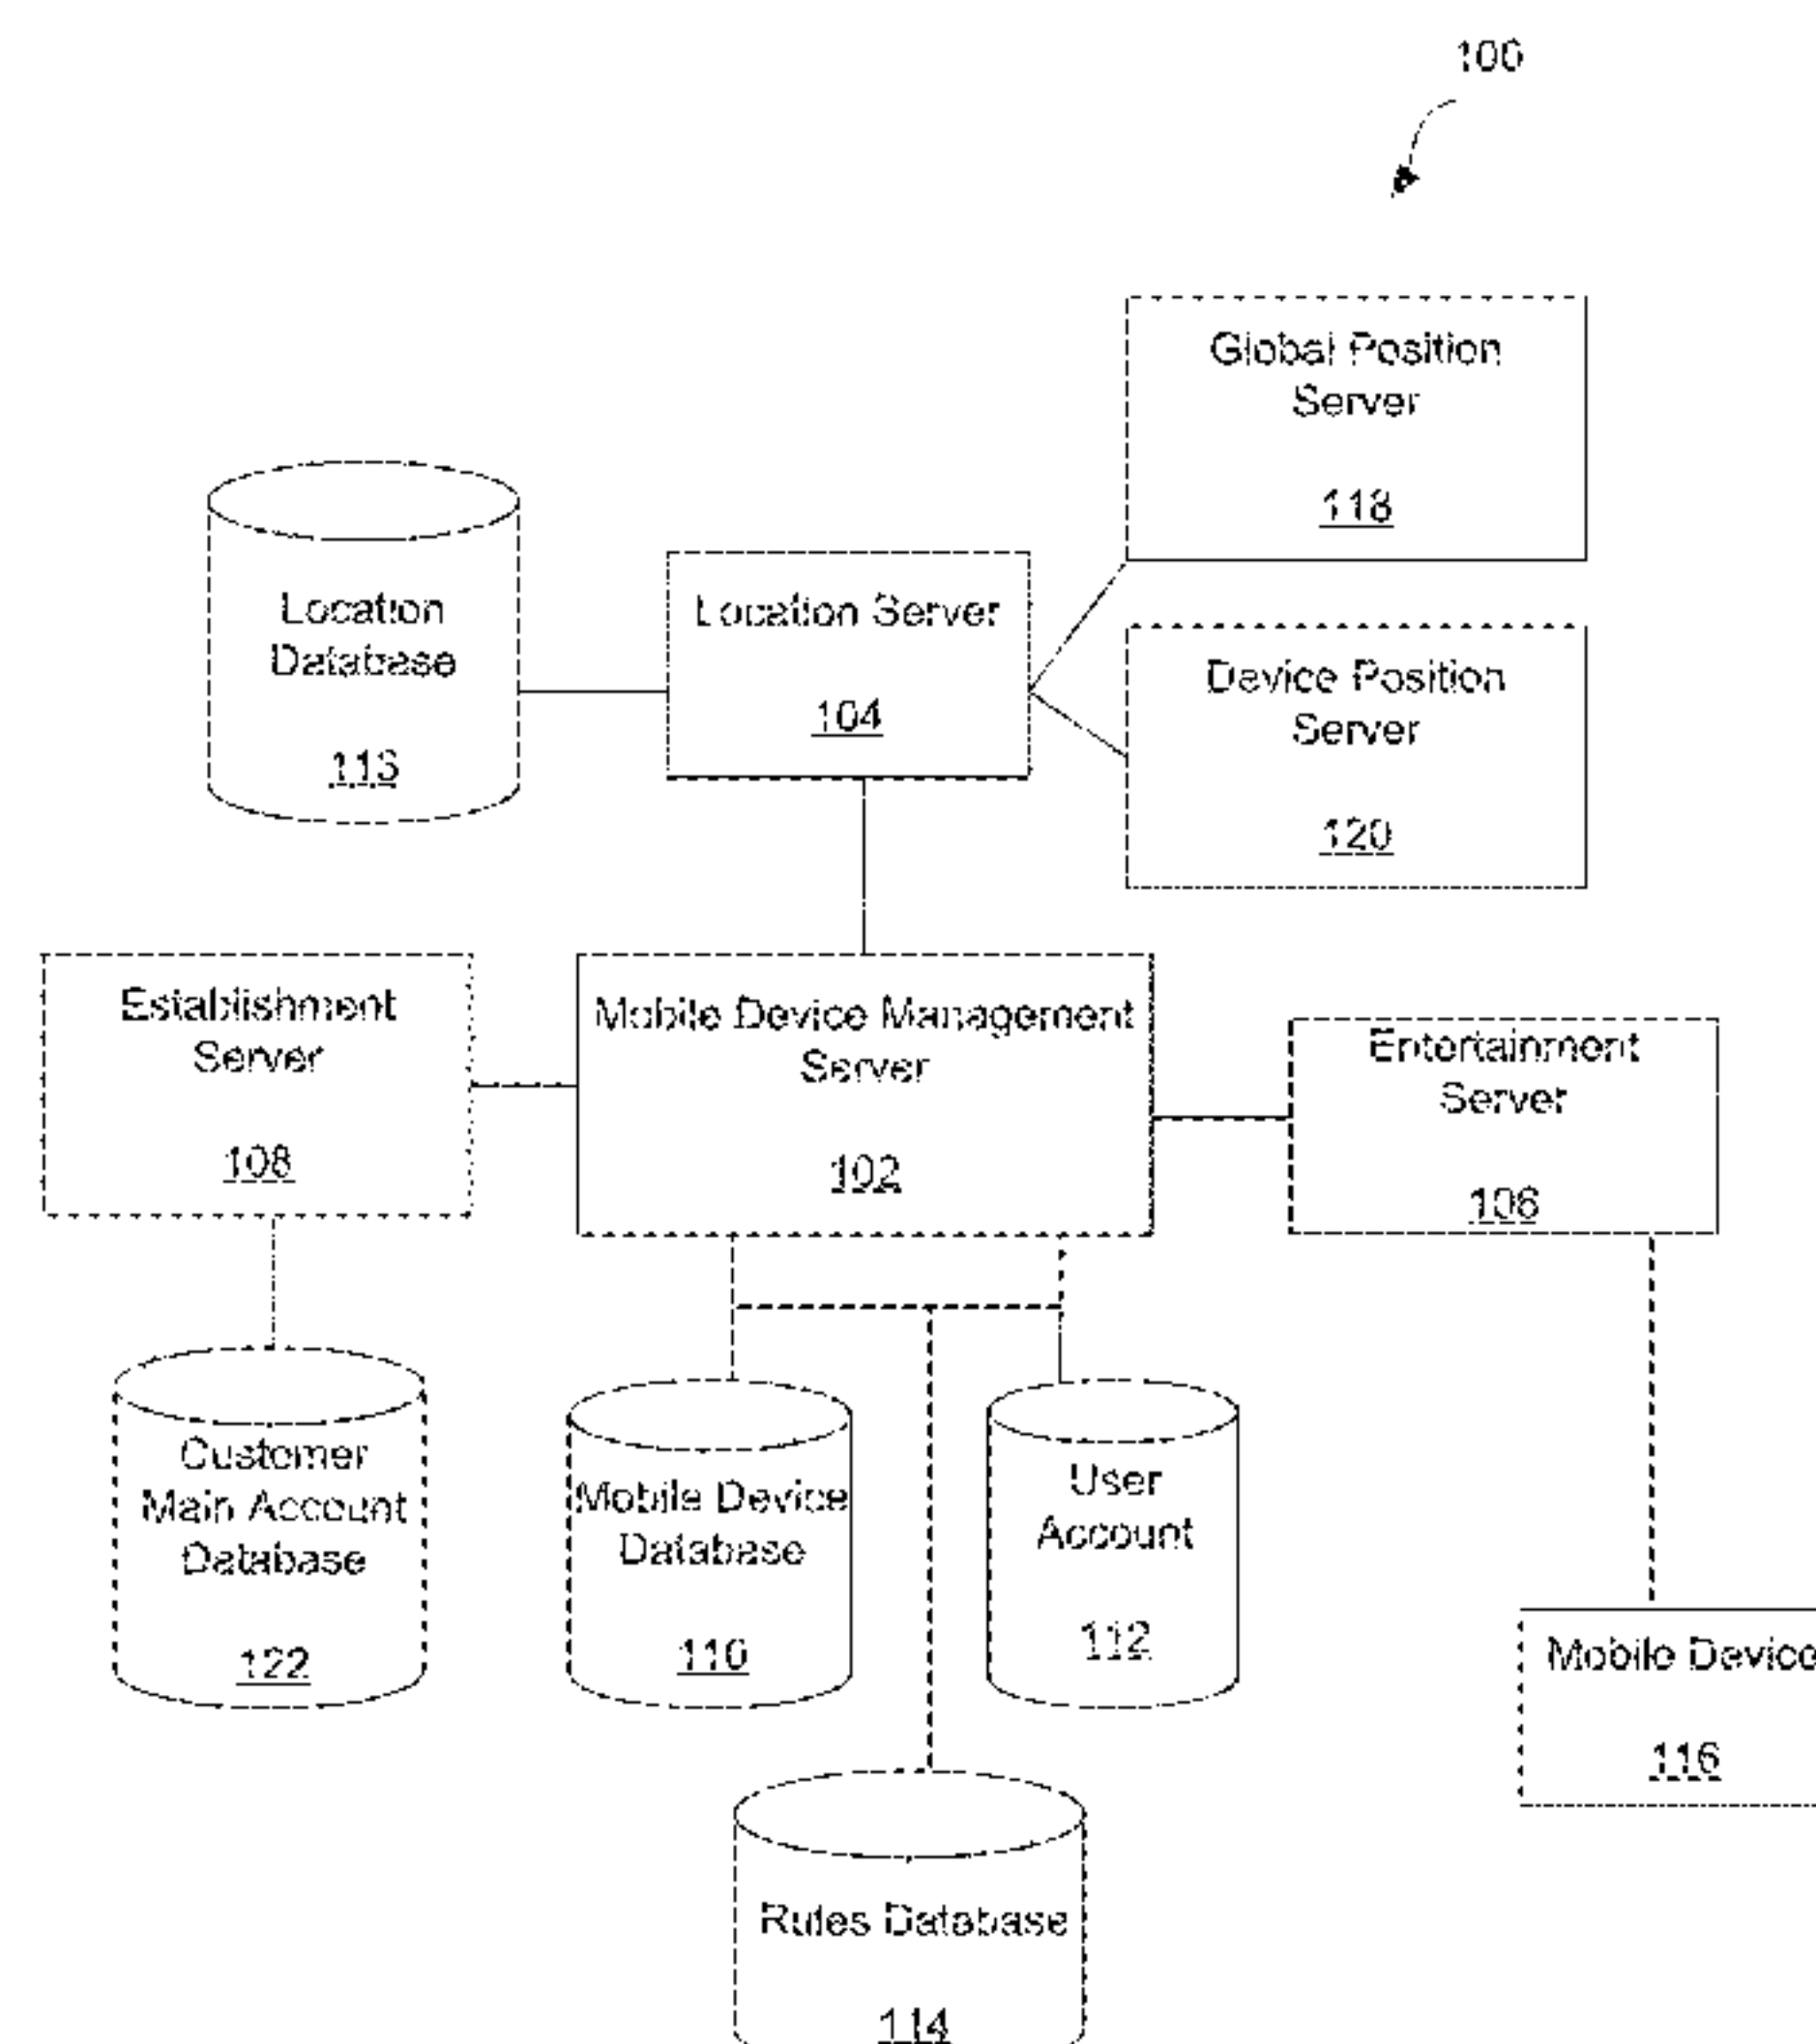 100
Global Position
Server
118
Location
Database
113
Location Server
104
Device Position
Server
120
Establishment
Server
108
Mobile Device Management
Server
102
Entertainment
Server
106
Customer
Main Account
Database
122
Mobile Device
Database
110
User
Account
112
Mobile Device
116
Rules Database
114